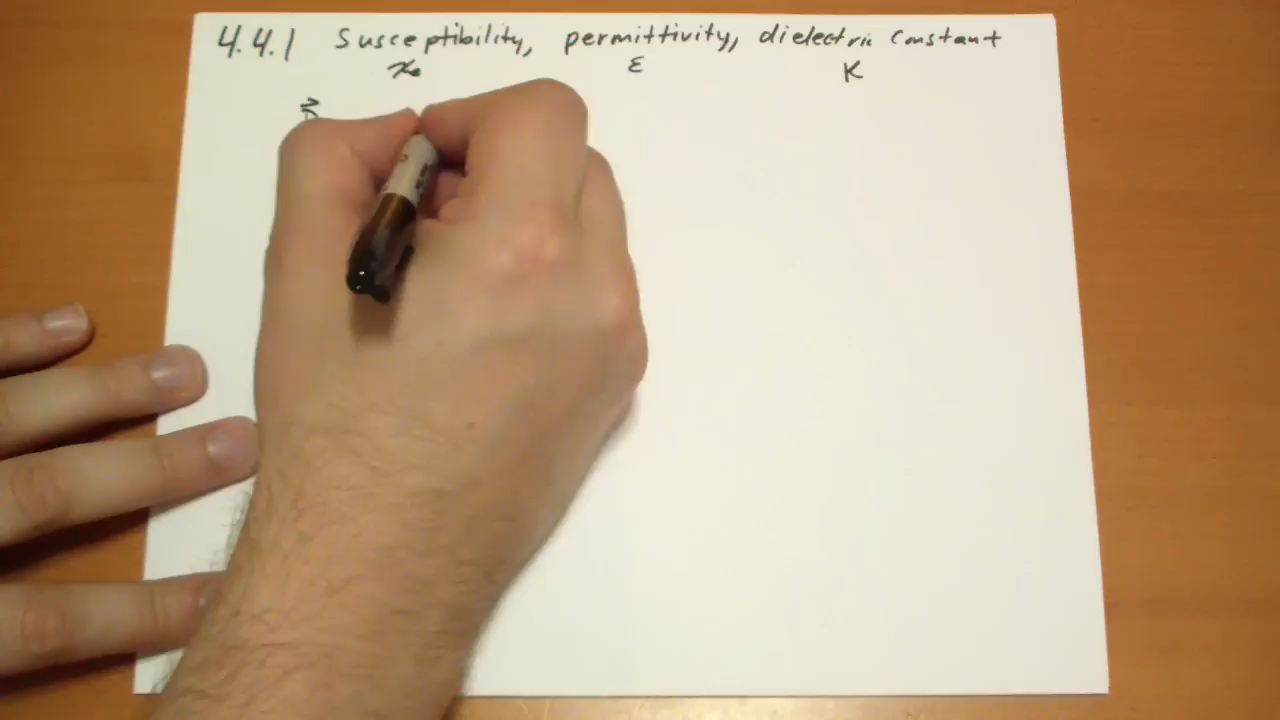 4.4.1 Susceptibility, permittivity, dielectric constant
χe ε K